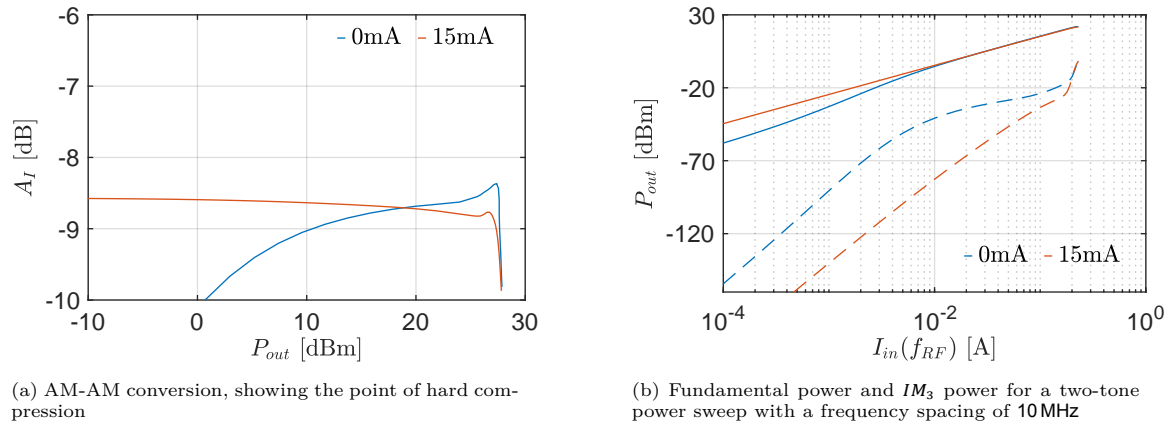 -6
-7
-8
-9
-10
A_I [dB]
0mA 15mA
-10 0 10 20 30
P_out [dBm]
(a) AM-AM conversion, showing the point of hard com-
pression
30
-20
-70
-120
P_out [dBm]
0mA 15mA
10^-4 10^-2 10^0
I_in(f_RF) [A]
(b) Fundamental power and IM_3 power for a two-tone
power sweep with a frequency spacing of 10 MHz